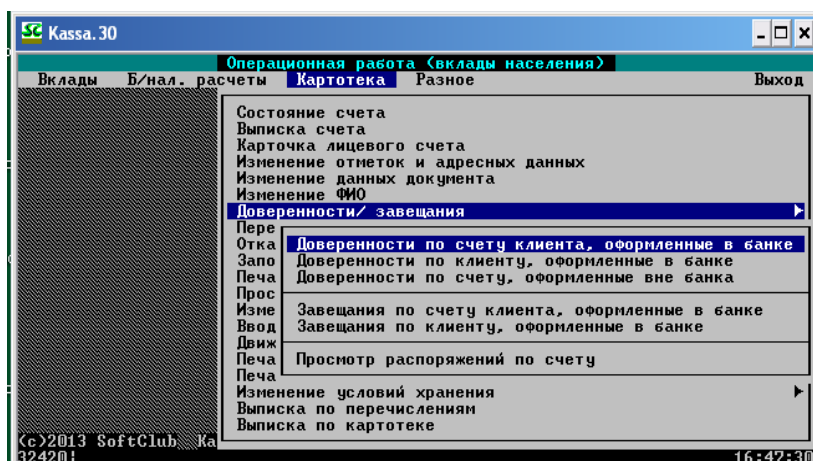 SC Kassa.30
Операционная работа (вклады населения)
Вклады Б/нал. расчеты Картотека Разное Выход
Состояние счета
Выписка счета
Карточка лицевого счета
Изменение отметок и адресных данных
Изменение данных документа
Изменение ФИО
Доверенности/ завещания
Пере
Отка Доверенности по счету клиента, оформленные в банке
Запо Доверенности по клиенту, оформленные в банке
Печа Доверенности по счету, оформленные вне банка
Прос
Изме Завещания по счету клиента, оформленные в банке
Ввод Завещания по клиенту, оформленные в банке
Движ
Печа Просмотр распоряжений по счету
Печа
Изменение условий хранения
Выписка по перечислениям
Выписка по картотеке
(c)2013 SoftClub Ка
32420! 16:47:30